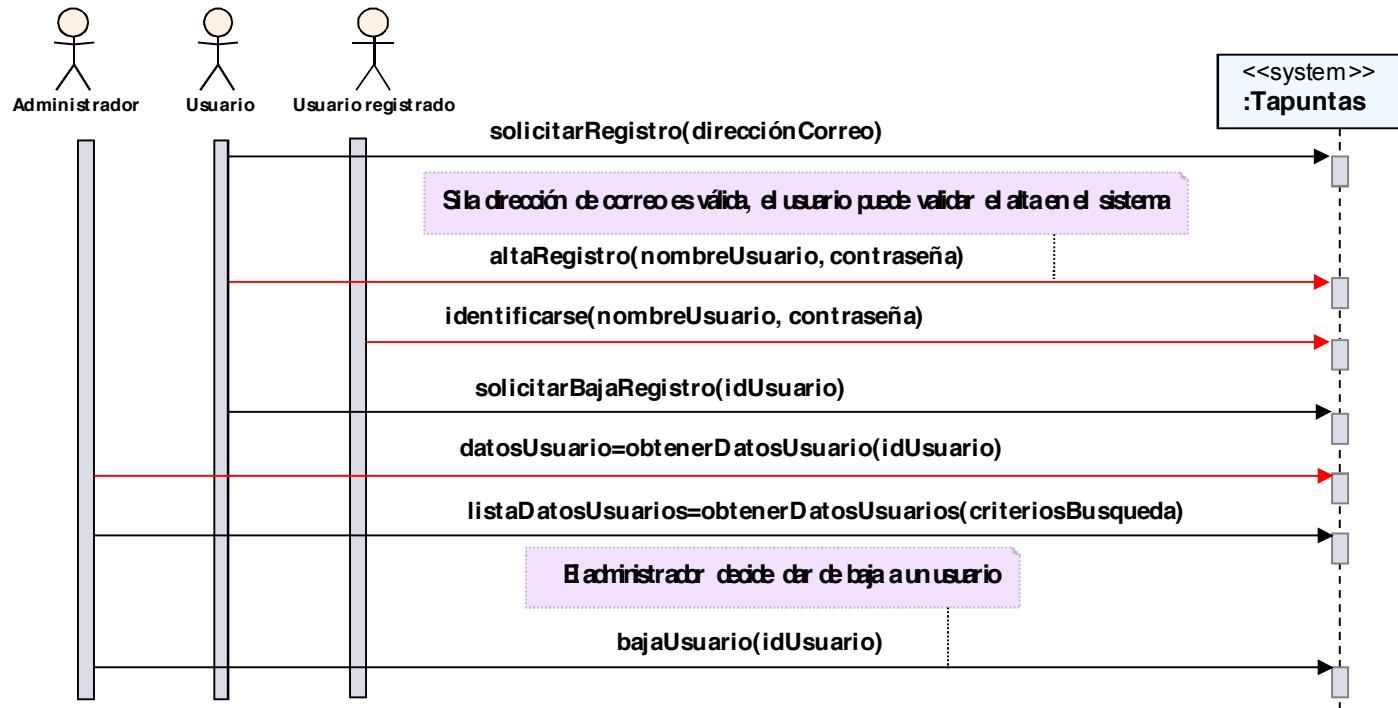 Administrador
Usuario
Usuario registrado
<<system>>
:Tapuntas
solicitarRegistro(direcciónCorreo)
Si la dirección de correo es válida, el usuario puede validar el alta en el sistema
altaRegistro(nombreUsuario, contraseña)
identificarse(nombreUsuario, contraseña)
solicitarBajaRegistro(idUsuario)
datosUsuario=obtenerDatosUsuario(idUsuario)
listaDatosUsuarios=obtenerDatosUsuarios(criteriosBusqueda)
El administrador decide dar de baja a un usuario
bajaUsuario(idUsuario)